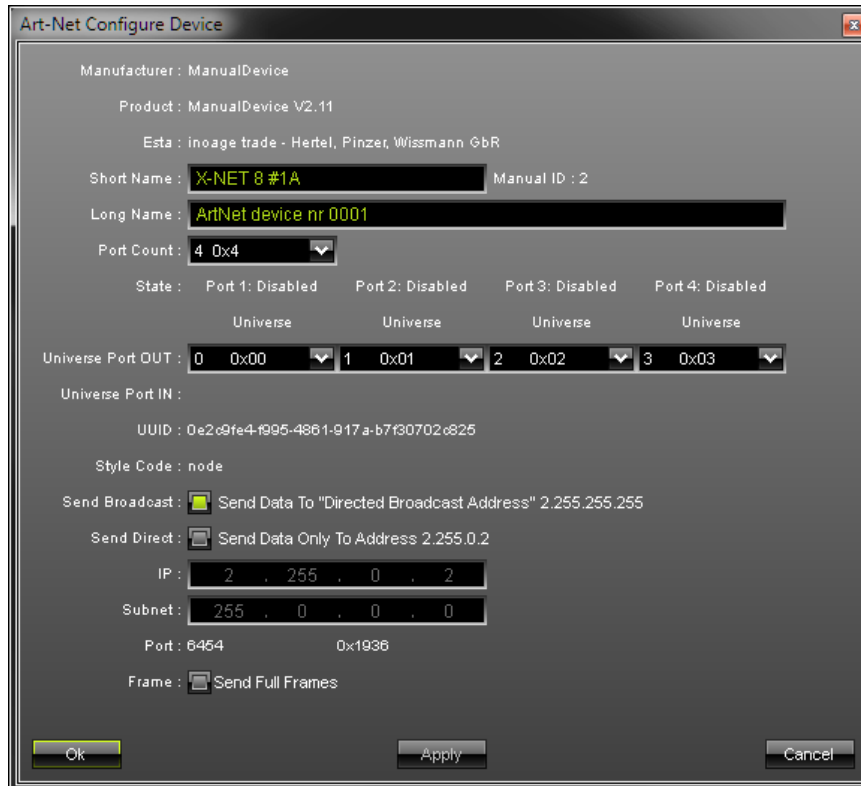 Art-Net Configure Device
Manufacturer : ManualDevice
Product : ManualDevice V2.11
Esta : inoage trade - Hertel, Pinzer, Wissmann GbR
Short Name : X-NET 8 #1A Manual ID : 2
Long Name : ArtNet device nr 0001
Port Count : 4 0x4
State : Port 1: Disabled Port 2: Disabled Port 3: Disabled Port 4: Disabled
Universe Universe Universe Universe
Universe Port OUT : 0 0x00 1 0x01 2 0x02 3 0x03
Universe Port IN :
UUID : 0e2c9fe4-f995-4861-917a-b7f30702c825
Style Code : node
Send Broadcast : Send Data To "Directed Broadcast Address" 2.255.255.255
Send Direct : Send Data Only To Address 2.255.0.2
IP : 2 . 255 . 0 . 2
Subnet : 255 . 0 . 0 . 0
Port : 6454 0x1936
Frame : Send Full Frames
Ok Apply Cancel